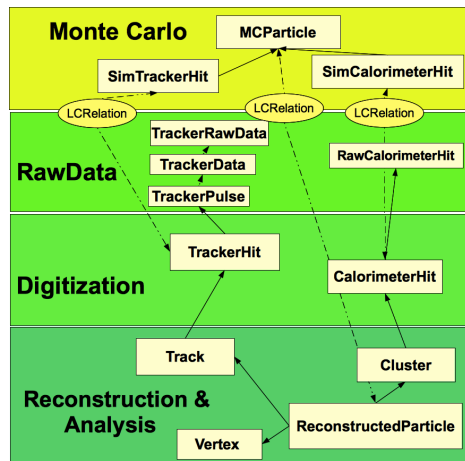 Monte Carlo
MCParticle
SimTrackerHit
SimCalorimeterHit
LCRelation
LCRelation
LCRelation
TrackerRawData
TrackerData
TrackerPulse
RawCalorimeterHit
RawData
TrackerHit
CalorimeterHit
Digitization
Track
Cluster
Reconstruction &
Analysis
ReconstructedParticle
Vertex